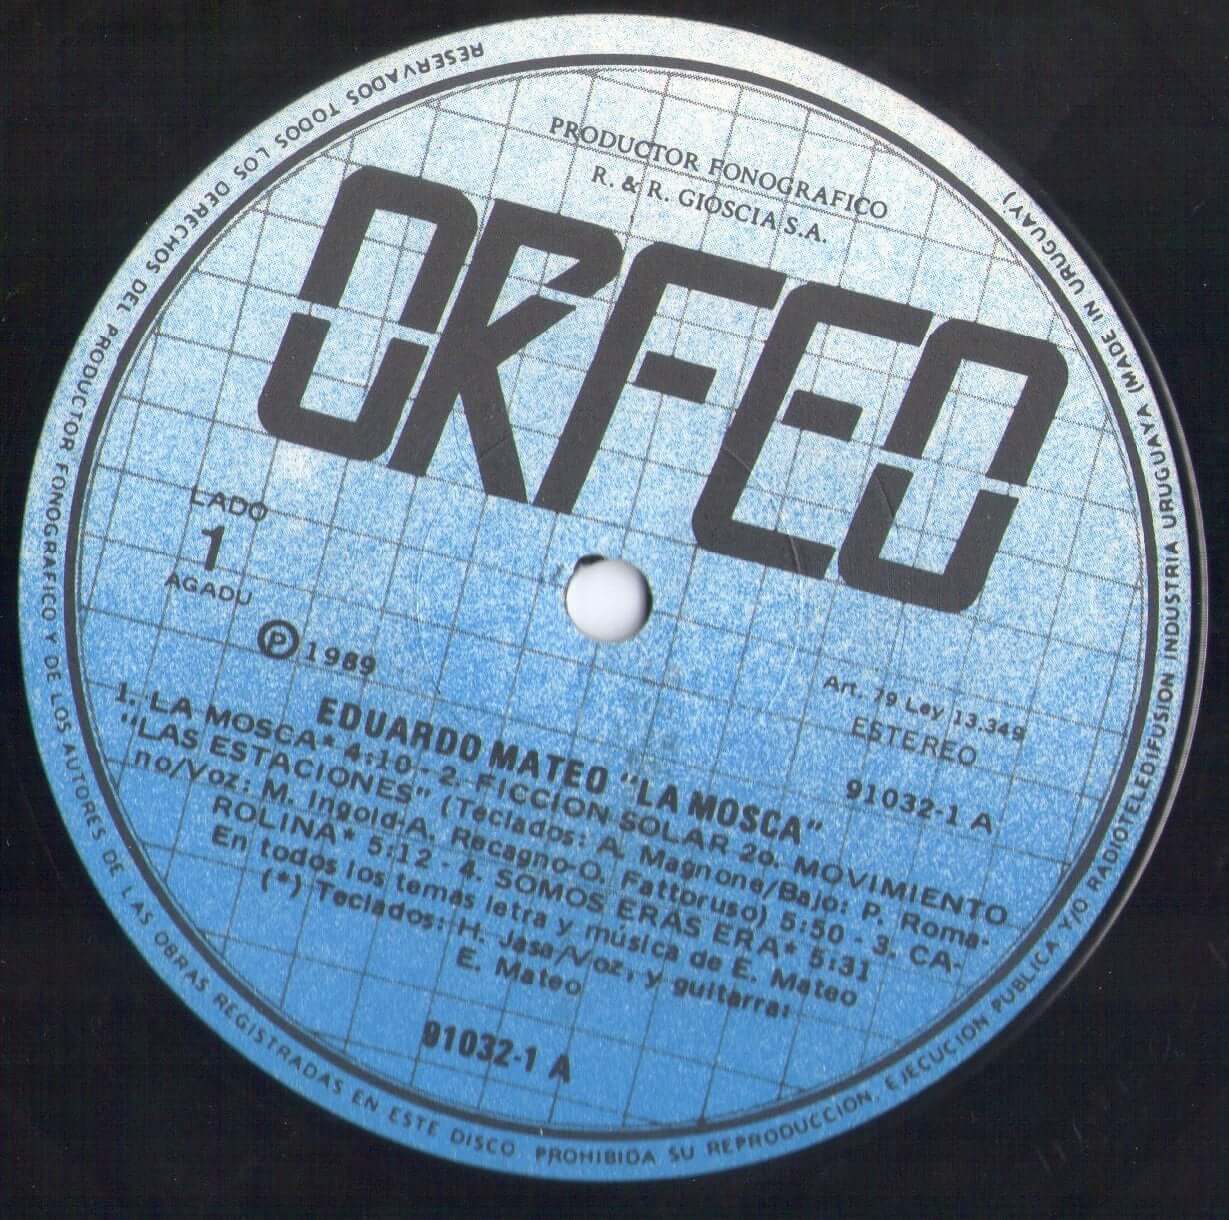 RESERVADOS TODOS LOS DERECHOS DEL PRODUCTOR FONOGRAFICO Y DE LOS AUTORES DE LAS OBRAS REGISTRADAS EN ESTE DISCO. PROHIBIDA SU REPRODUCCION, EJECUCION PUBLICA Y/O RADIOTELEDIFUSION INDUSTRIA URUGUAYA (MADE IN URUGUAY)
PRODUCTOR FONOGRAFICO
R. & R. GIOSCIA S.A.
ORFEO
LADO
1
AGADU
Ⓟ 1989
Art. 79 Ley 13.349
ESTEREO
91032-1 A
EDUARDO MATEO "LA MOSCA"
1. LA MOSCA* 4:10 - 2. FICCION SOLAR 2o. MOVIMIENTO
"LAS ESTACIONES" (Teclados: A. Magnone/Bajo: P. Roma-
no/Voz: M. Ingold-A. Recagno-O. Fattoruso) 5:50 - 3. CA-
ROLINA* 5:12 - 4. SOMOS ERAS ERA* 5:31
En todos los temas letra y música de E. Mateo
(*) Teclados: H. Jasa/Voz, y guitarra:
E. Mateo
91032-1 A